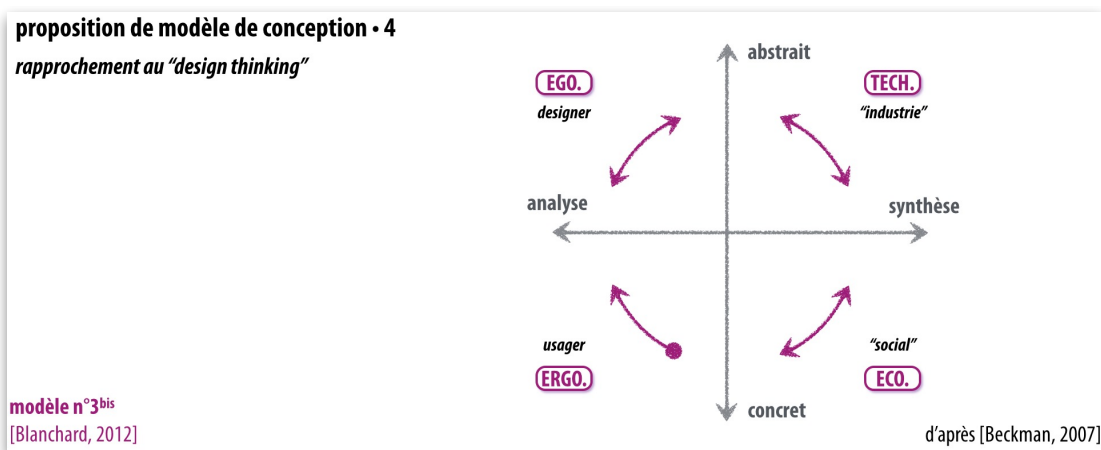 proposition de modèle de conception • 4
rapprochement au “design thinking”
abstrait
EGO.
designer
TECH.
“industrie”
analyse
synthèse
usager
ERGO.
“social”
ECO.
concret
modèle n°3bis
[Blanchard, 2012]
d’après [Beckman, 2007]